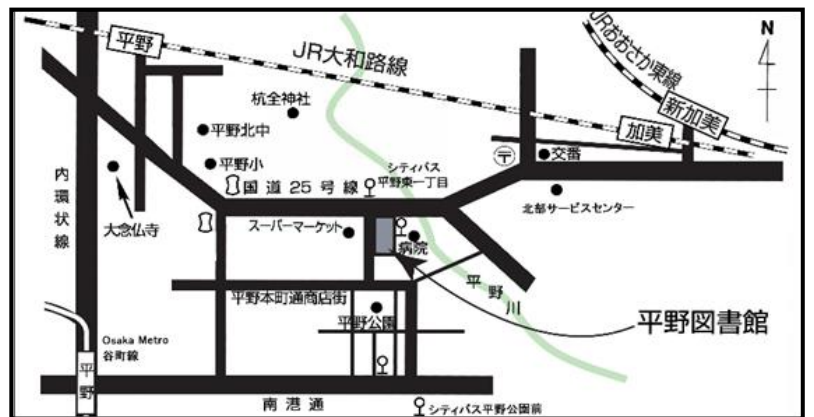 平野
JR大和路線
JRおおさか東線
N
新加美
加美
杭全神社
平野北中
平野小
シティバス
平野東一丁目
〒
交番
国道25号線
内環状線
大念仏寺
スーパーマーケット
病院
北部サービスセンター
平野本町通商店街
平野川
平野公園
平野図書館
Osaka Metro
谷町線
平野
南港通
シティバス平野公園前